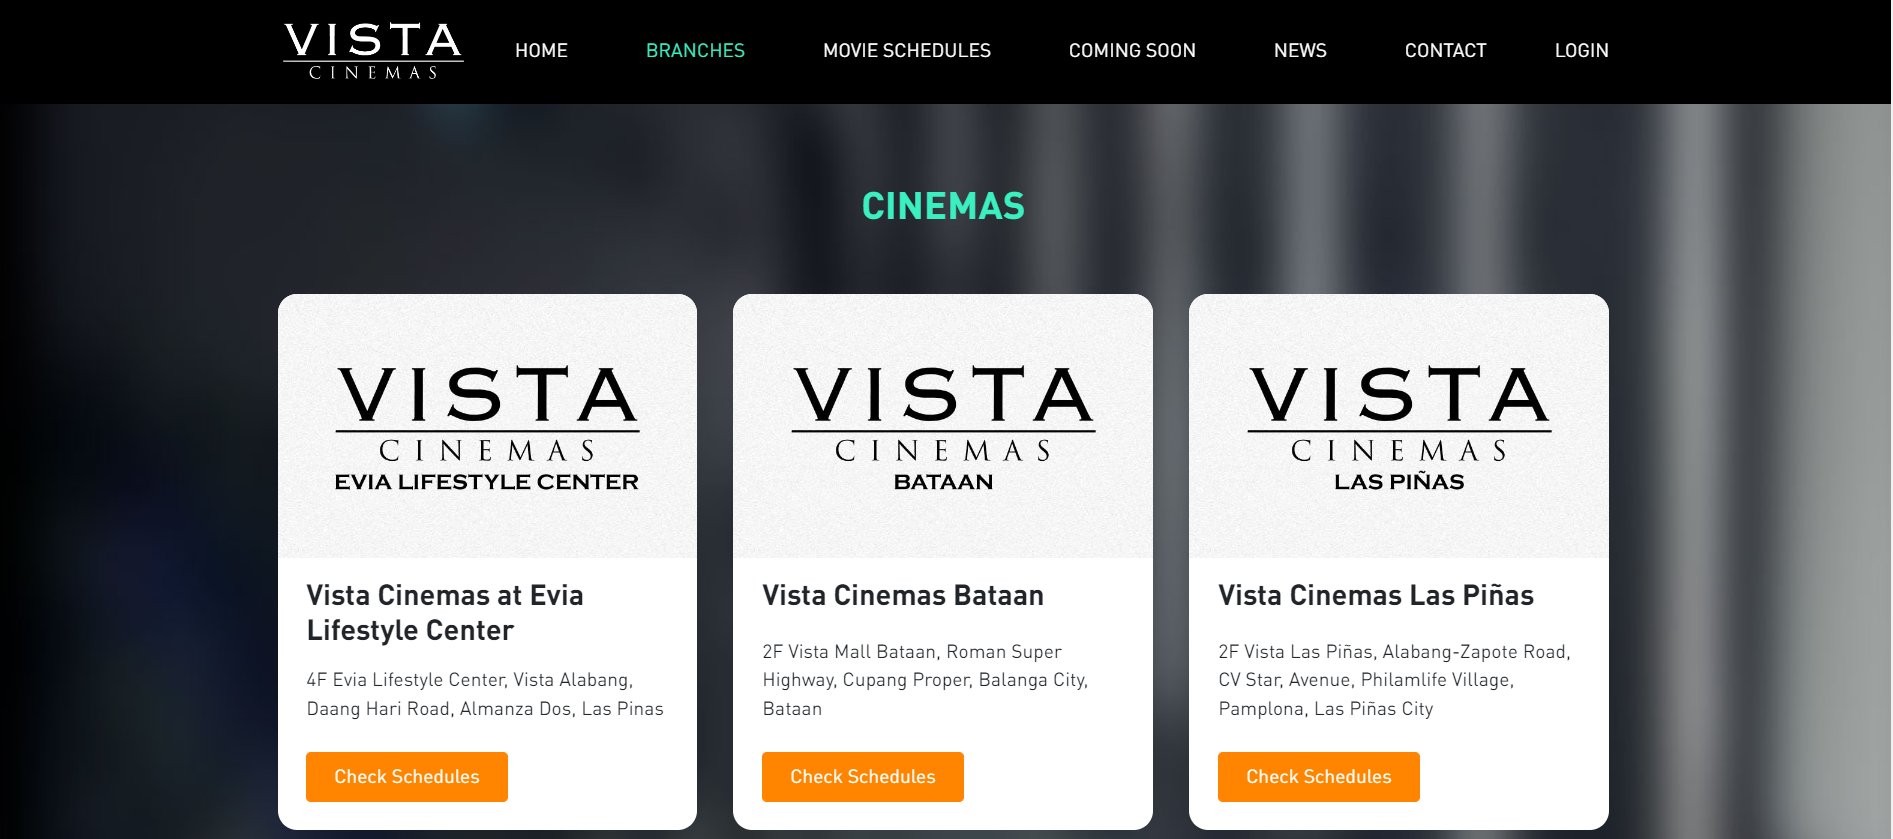 VISTA
CINEMAS
HOME
BRANCHES
MOVIE SCHEDULES
COMING SOON
NEWS
CONTACT
LOGIN
CINEMAS
VISTA
CINEMAS
EVIA LIFESTYLE CENTER
Vista Cinemas at Evia
Lifestyle Center
4F Evia Lifestyle Center, Vista Alabang,
Daang Hari Road, Almanza Dos, Las Pinas
Check Schedules
VISTA
CINEMAS
BATAAN
Vista Cinemas Bataan
2F Vista Mall Bataan, Roman Super
Highway, Cupang Proper, Balanga City,
Bataan
Check Schedules
VISTA
CINEMAS
LAS PIÑAS
Vista Cinemas Las Piñas
2F Vista Las Piñas, Alabang-Zapote Road,
CV Star, Avenue, Philamlife Village,
Pamplona, Las Piñas City
Check Schedules